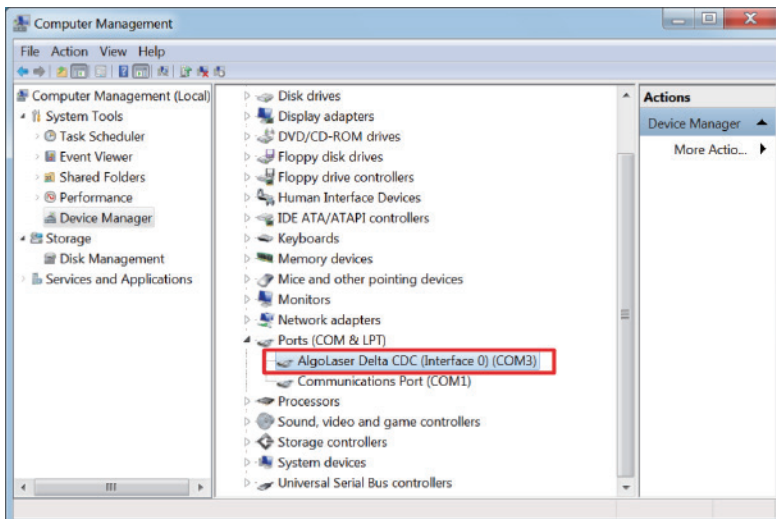 Computer Management
File Action View Help
Computer Management (Local)
System Tools
Task Scheduler
Event Viewer
Shared Folders
Performance
Device Manager
Storage
Disk Management
Services and Applications
Disk drives
Display adapters
DVD/CD-ROM drives
Floppy disk drives
Floppy drive controllers
Human Interface Devices
IDE ATA/ATAPI controllers
Keyboards
Memory devices
Mice and other pointing devices
Monitors
Network adapters
Ports (COM & LPT)
AlgoLaser Delta CDC (Interface 0) (COM3)
Communications Port (COM1)
Processors
Sound, video and game controllers
Storage controllers
System devices
Universal Serial Bus controllers
Actions
Device Manager
More Actio...